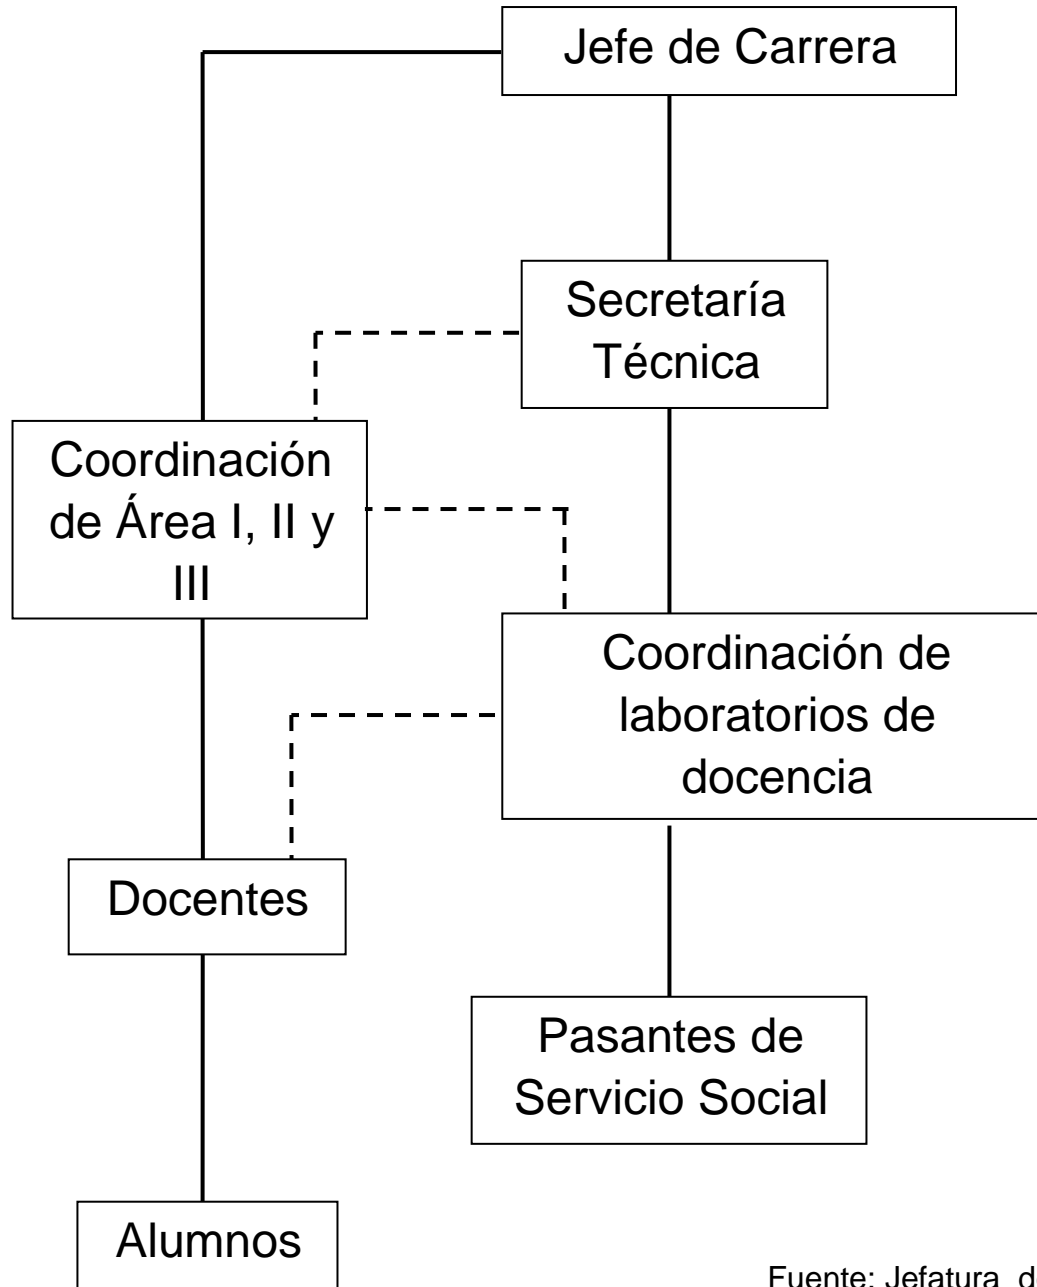 Jefe de Carrera
Secretaría
Técnica
Coordinación
de Área I, II y
III
Coordinación de
laboratorios de
docencia
Docentes
Pasantes de
Servicio Social
Alumnos
Fuente: Jefatura d